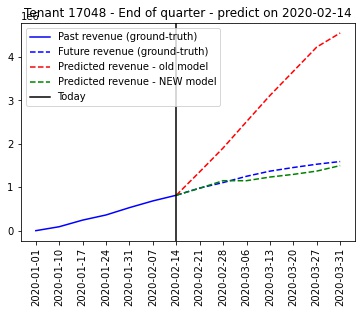 Tenant 17048 - End of quarter - predict on 2020-02-14
1e6
Past revenue (ground-truth)
Future revenue (ground-truth)
Predicted revenue - old model
Predicted revenue - NEW model
Today
4
3
2
1
0
2020-01-01
2020-01-10
2020-01-17
2020-01-24
2020-01-31
2020-02-07
2020-02-14
2020-02-21
2020-02-28
2020-03-06
2020-03-13
2020-03-20
2020-03-27
2020-03-31